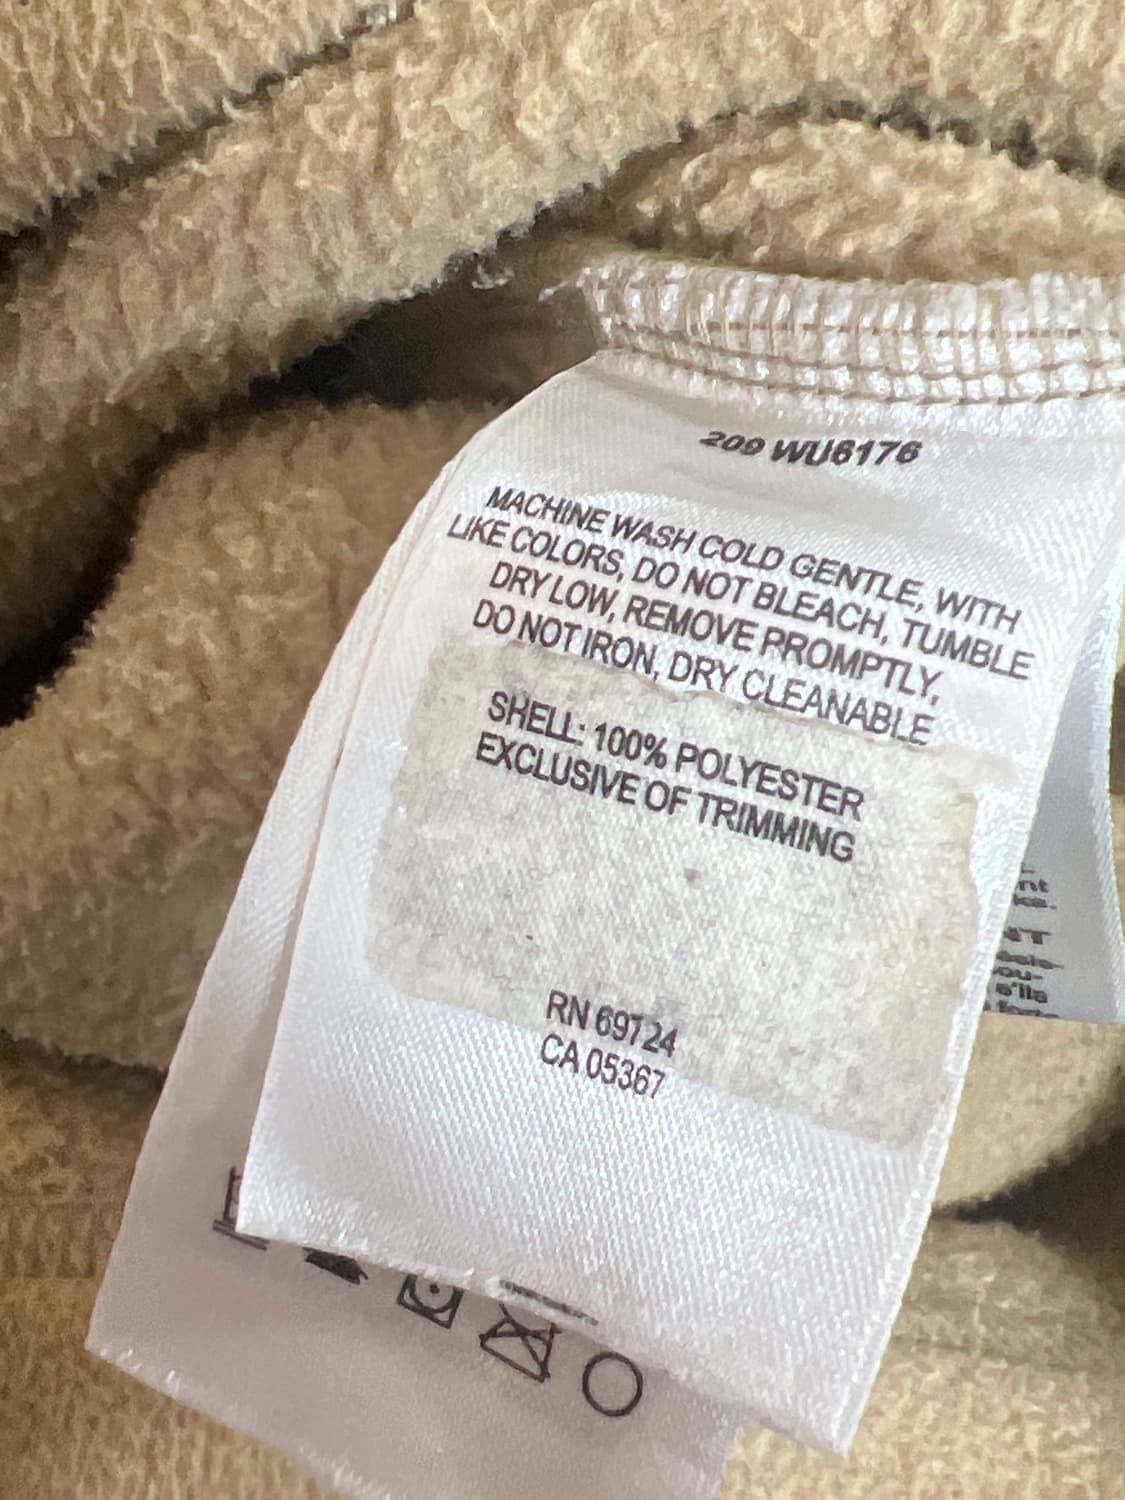 209 WU6176
MACHINE WASH COLD GENTLE, WITH
LIKE COLORS, DO NOT BLEACH, TUMBLE
DRY LOW, REMOVE PROMPTLY,
DO NOT IRON, DRY CLEANABLE
SHELL: 100% POLYESTER
EXCLUSIVE OF TRIMMING
RN 69724
CA 05367